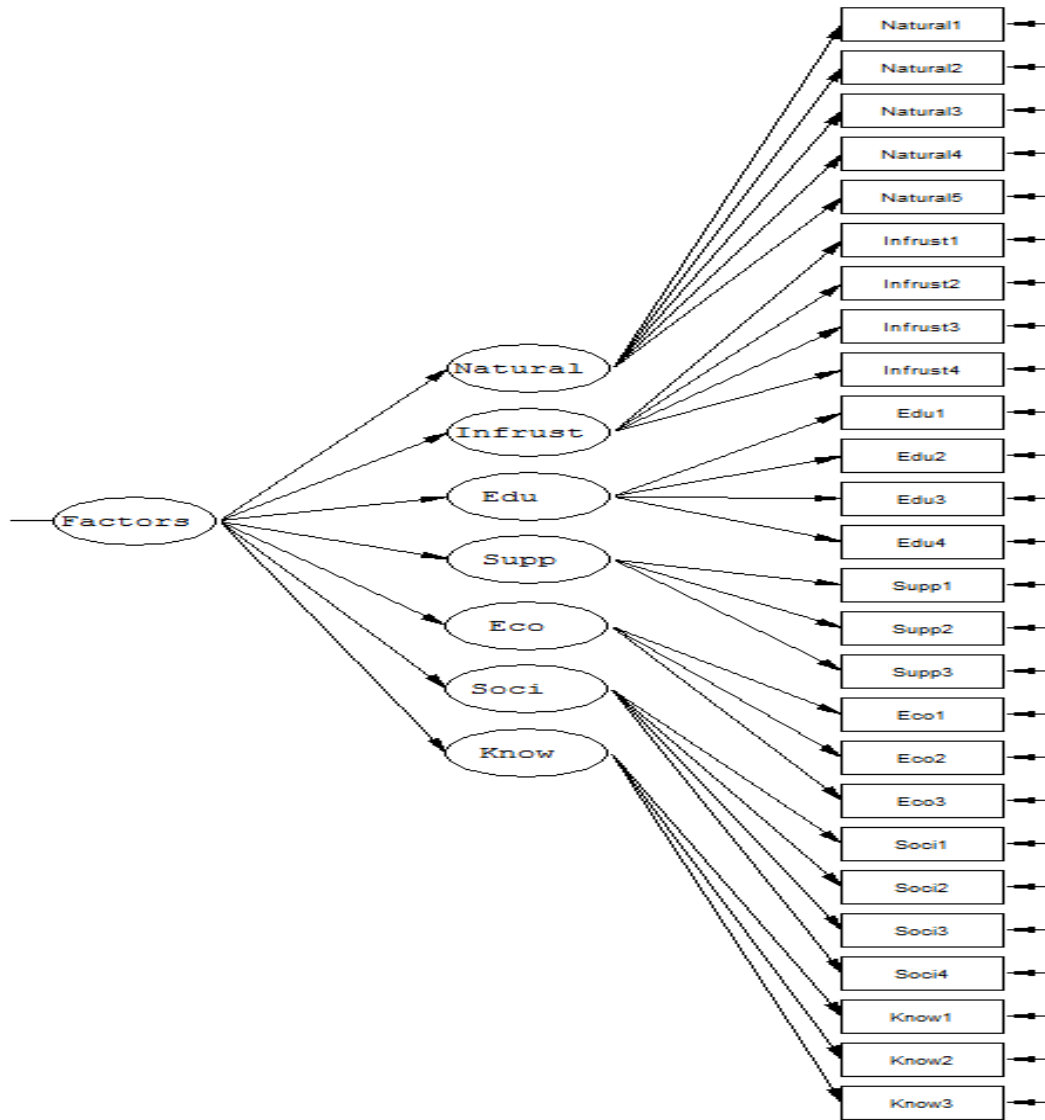 Natural1
Natural2
Natural3
Natural4
Natural5
Infrust1
Infrust2
Infrust3
Natural
Infrust4
Edu1
Infrust
Edu2
Edu
Edu3
Factors
Edu4
Supp
Supp1
Supp2
Eco
Supp3
Soci
Eco1
Know
Eco2
Eco3
Soci1
Soci2
Soci3
Soci4
Know1
Know2
Know3